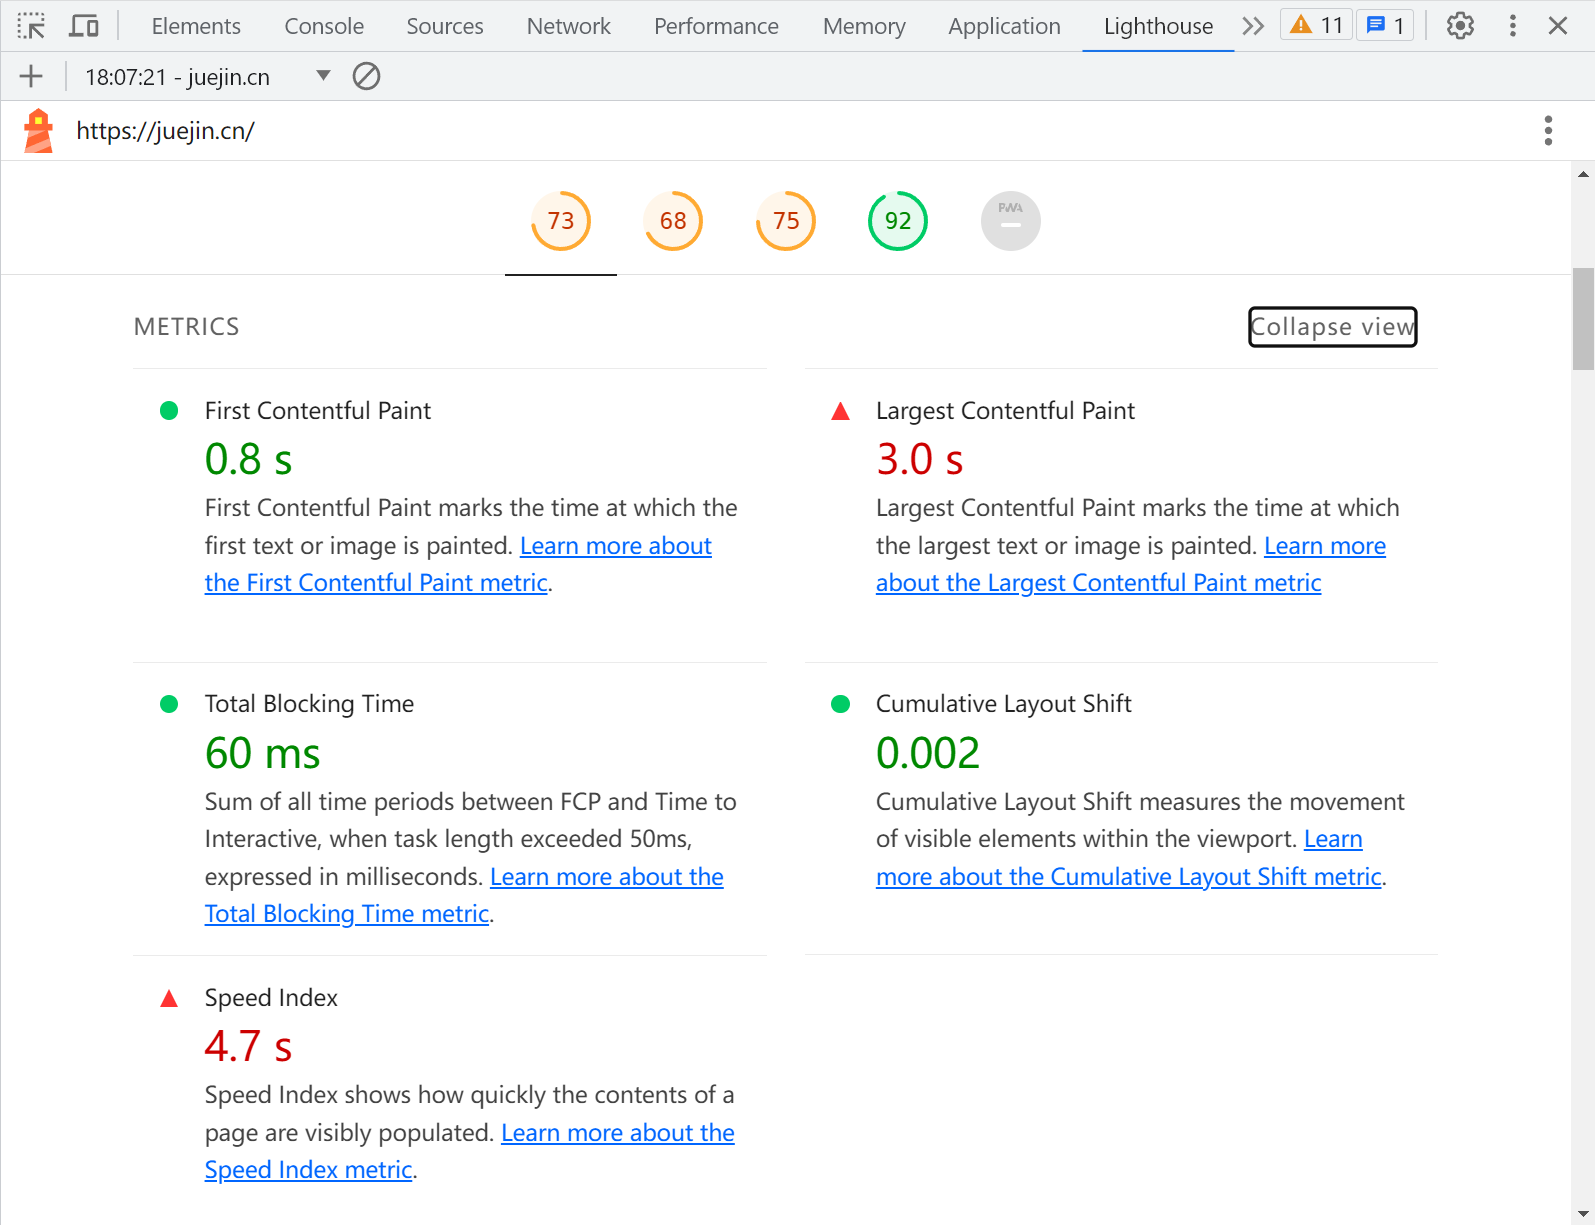 Elements Console Sources Network Performance Memory Application Lighthouse 11 1
18:07:21 - juejin.cn
https://juejin.cn/
73 68 75 92 PWA
METRICS Collapse view
First Contentful Paint
0.8 s
First Contentful Paint marks the time at which the
first text or image is painted. Learn more about
the First Contentful Paint metric.
Largest Contentful Paint
3.0 s
Largest Contentful Paint marks the time at which
the largest text or image is painted. Learn more
about the Largest Contentful Paint metric
Total Blocking Time
60 ms
Sum of all time periods between FCP and Time to
Interactive, when task length exceeded 50ms,
expressed in milliseconds. Learn more about the
Total Blocking Time metric.
Cumulative Layout Shift
0.002
Cumulative Layout Shift measures the movement
of visible elements within the viewport. Learn
more about the Cumulative Layout Shift metric.
Speed Index
4.7 s
Speed Index shows how quickly the contents of a
page are visibly populated. Learn more about the
Speed Index metric.